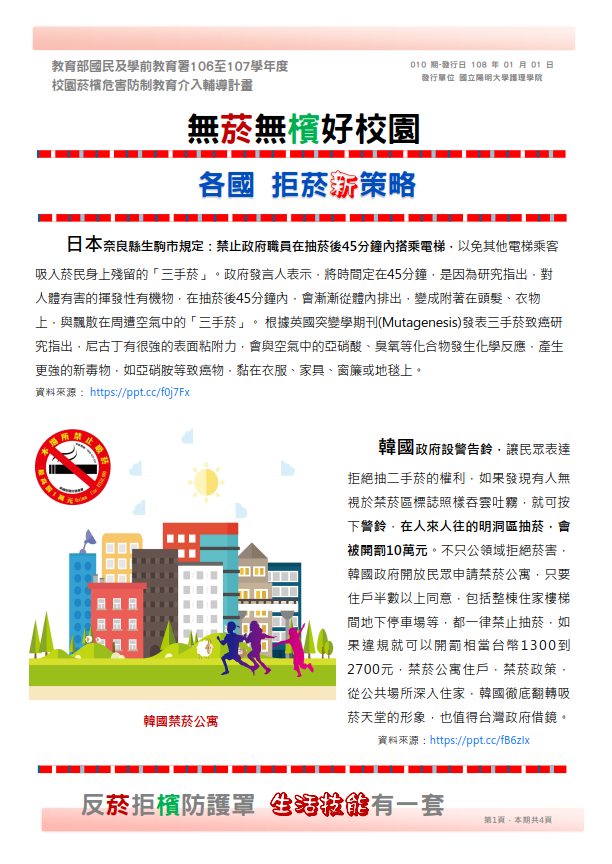 教育部國民及學前教育署106至107學年度
校園菸檳危害防制教育介入輔導計畫
010 期‧發行日 108 年 01 月 01 日
發行單位 國立陽明大學護理學院
無菸無檳好校園
各國 拒菸新策略
日本奈良縣生駒市規定：禁止政府職員在抽菸後45分鐘內搭乘電梯，以免其他電梯乘客
吸入菸民身上殘留的「三手菸」。政府發言人表示，將時間定在45分鐘，是因為研究指出，對
人體有害的揮發性有機物，在抽菸後45分鐘內，會漸漸從體內排出，變成附著在頭髮、衣物
上，與飄散在周遭空氣中的「三手菸」。 根據英國突變學期刊(Mutagenesis)發表三手菸致癌研
究指出，尼古丁有很強的表面粘附力，會與空氣中的亞硝酸、臭氧等化合物發生化學反應，產生
更強的新毒物，如亞硝胺等致癌物，黏在衣服、家具、窗簾或地毯上。
資料來源： https://ppt.cc/f0j7Fx
本場所禁止吸菸
韓國政府設警告鈴，讓民眾表達
拒絕抽二手菸的權利，如果發現有人無
視於禁菸區標誌照樣吞雲吐霧，就可按
下警鈴，在人來人往的明洞區抽菸，會
被開罰10萬元。不只公領域拒絕菸害，
韓國政府開放民眾申請禁菸公寓，只要
住戶半數以上同意，包括整棟住家樓梯
間地下停車場等，都一律禁止抽菸，如
果違規就可以開罰相當台幣1300到
2700元，禁菸公寓住戶，禁菸政策，
從公共場所深入住家，韓國徹底翻轉吸
菸天堂的形象，也值得台灣政府借鏡。
資料來源：https://ppt.cc/fB6zIx
韓國禁菸公寓
反菸拒檳防護罩 生活技能有一套
第1頁，本期共4頁